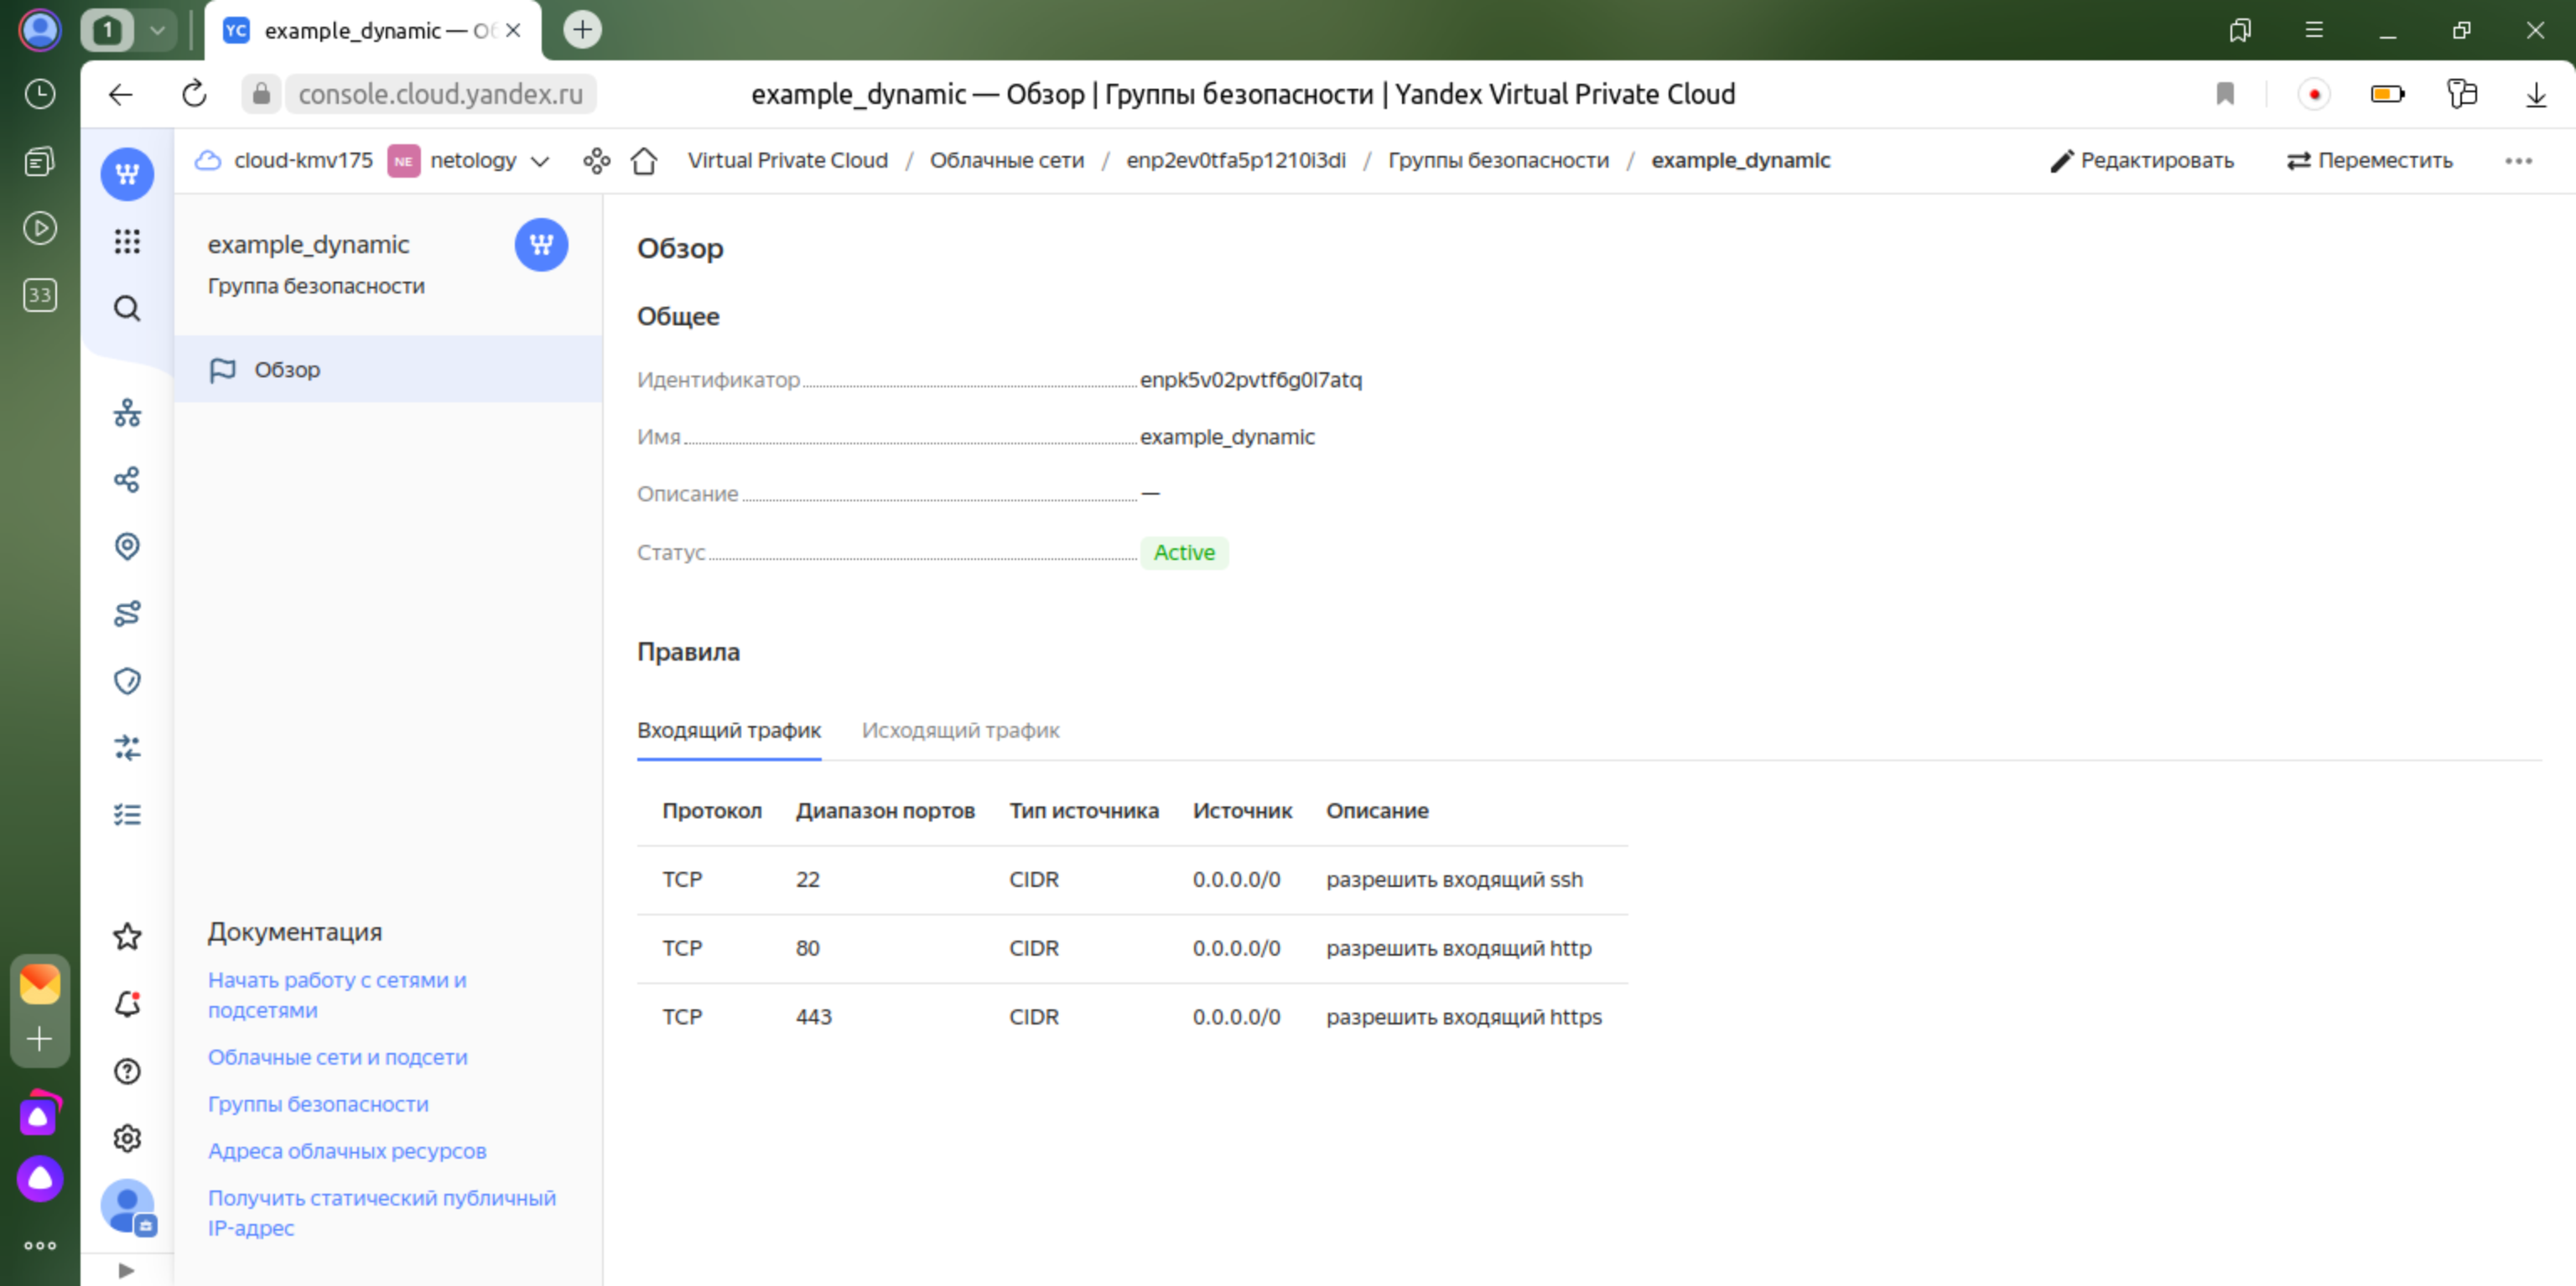 1
YC example_dynamic — Об
console.cloud.yandex.ru
example_dynamic — Обзор | Группы безопасности | Yandex Virtual Private Cloud
33
cloud-kmv175 NE netology
Virtual Private Cloud / Облачные сети / enp2ev0tfa5p1210i3di / Группы безопасности / example_dynamic
Редактировать
Переместить
example_dynamic
Группа безопасности
Обзор
Обзор
Общее
Идентификатор enpk5v02pvtf6g0l7atq
Имя example_dynamic
Описание —
Статус Active
Правила
Входящий трафик Исходящий трафик
Протокол Диапазон портов Тип источника Источник Описание
TCP 22 CIDR 0.0.0.0/0 разрешить входящий ssh
TCP 80 CIDR 0.0.0.0/0 разрешить входящий http
TCP 443 CIDR 0.0.0.0/0 разрешить входящий https
Документация
Начать работу с сетями и
подсетями
Облачные сети и подсети
Группы безопасности
Адреса облачных ресурсов
Получить статический публичный
IP-адрес